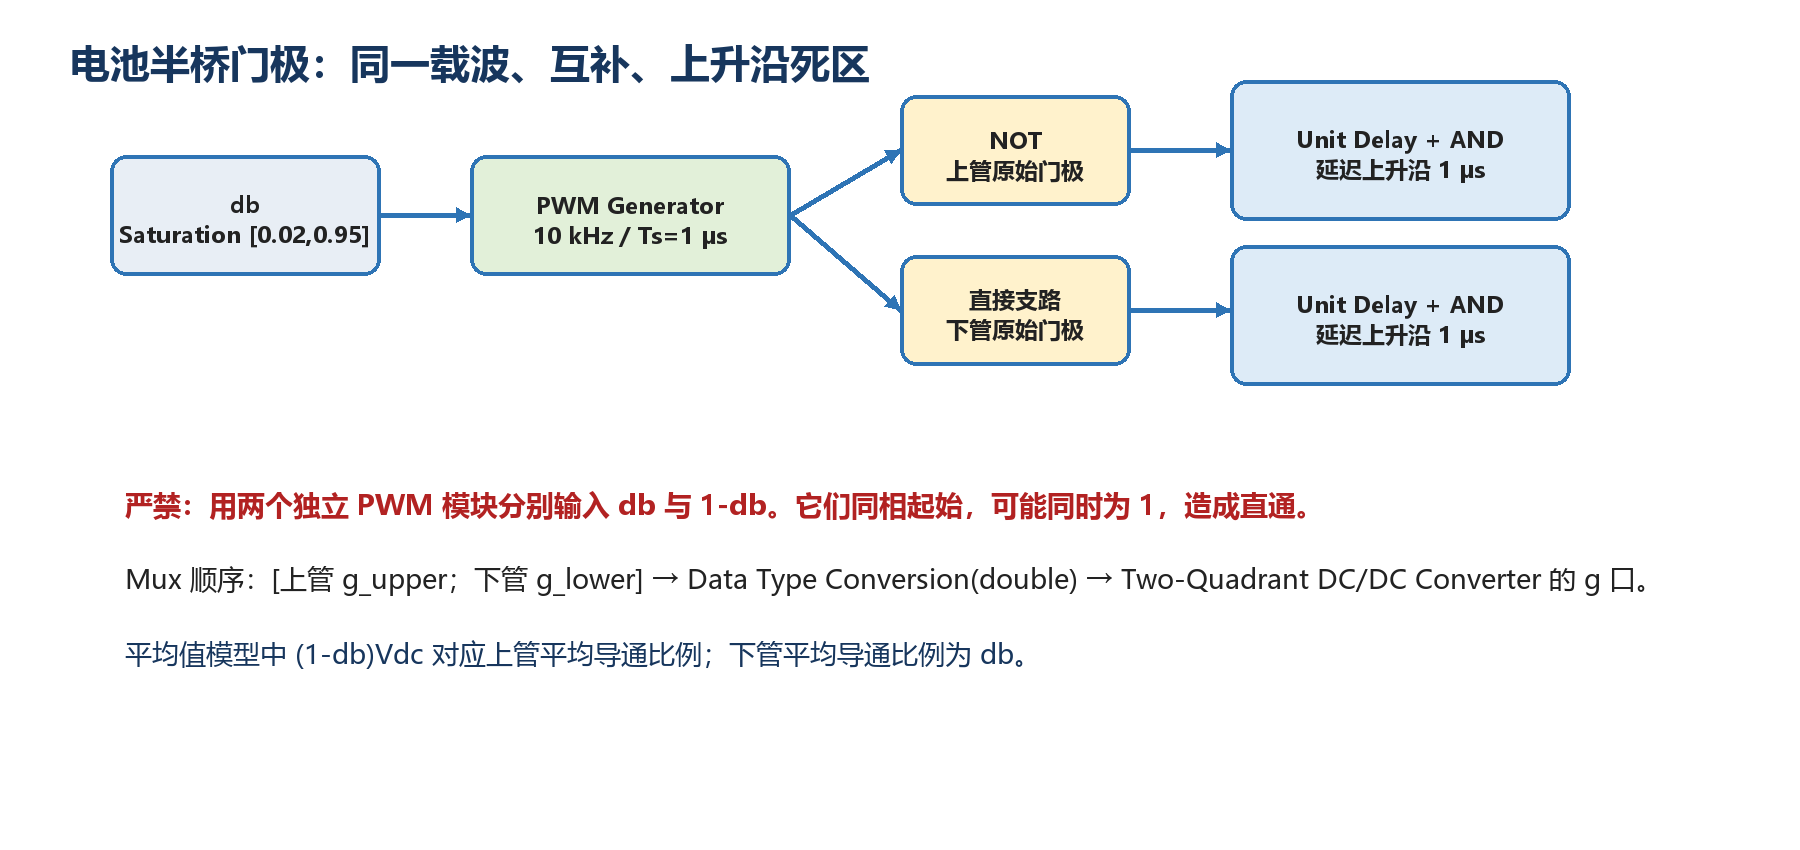 电池半桥门极：同一载波、互补、上升沿死区
db
Saturation [0.02,0.95]
PWM Generator
10 kHz / Ts=1 μs
NOT
上管原始门极
Unit Delay + AND
延迟上升沿 1 μs
直接支路
下管原始门极
Unit Delay + AND
延迟上升沿 1 μs
严禁：用两个独立 PWM 模块分别输入 db 与 1-db。它们同相起始，可能同时为 1，造成直通。
Mux 顺序：[上管 g_upper；下管 g_lower] → Data Type Conversion(double) → Two-Quadrant DC/DC Converter 的 g 口。
平均值模型中 (1-db)Vdc 对应上管平均导通比例；下管平均导通比例为 db。